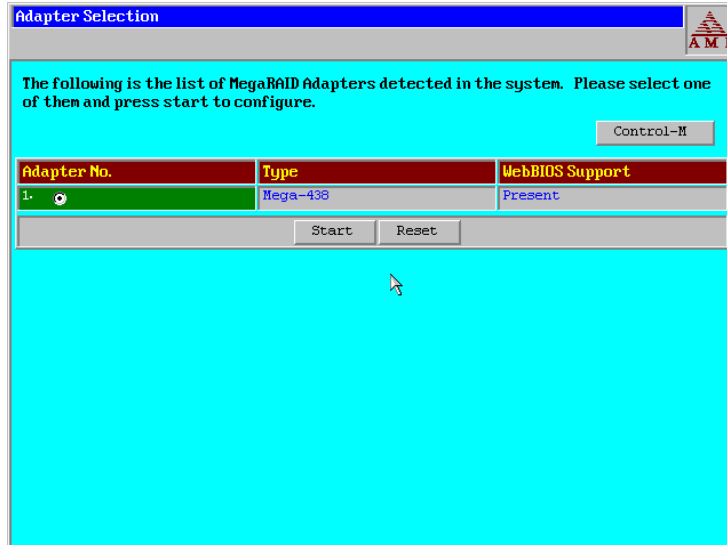 Adapter Selection
AMI
The following is the list of MegaRAID Adapters detected in the system. Please select one
of them and press start to configure.
Control-M
Adapter No. Type WebBIOS Support
1. Mega-438 Present
Start Reset